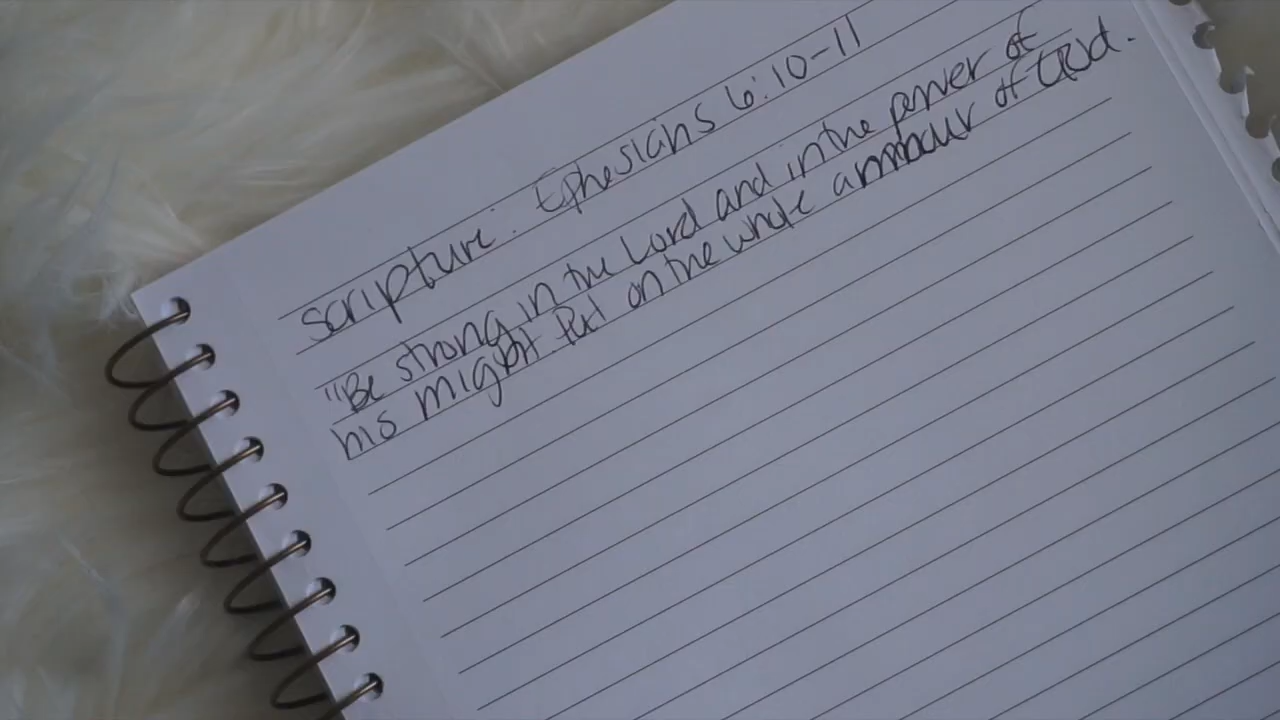 scripture: Ephesians 6:10-11
"Be strong in the Lord and in the power of
his might. Put on the whole armour of God.